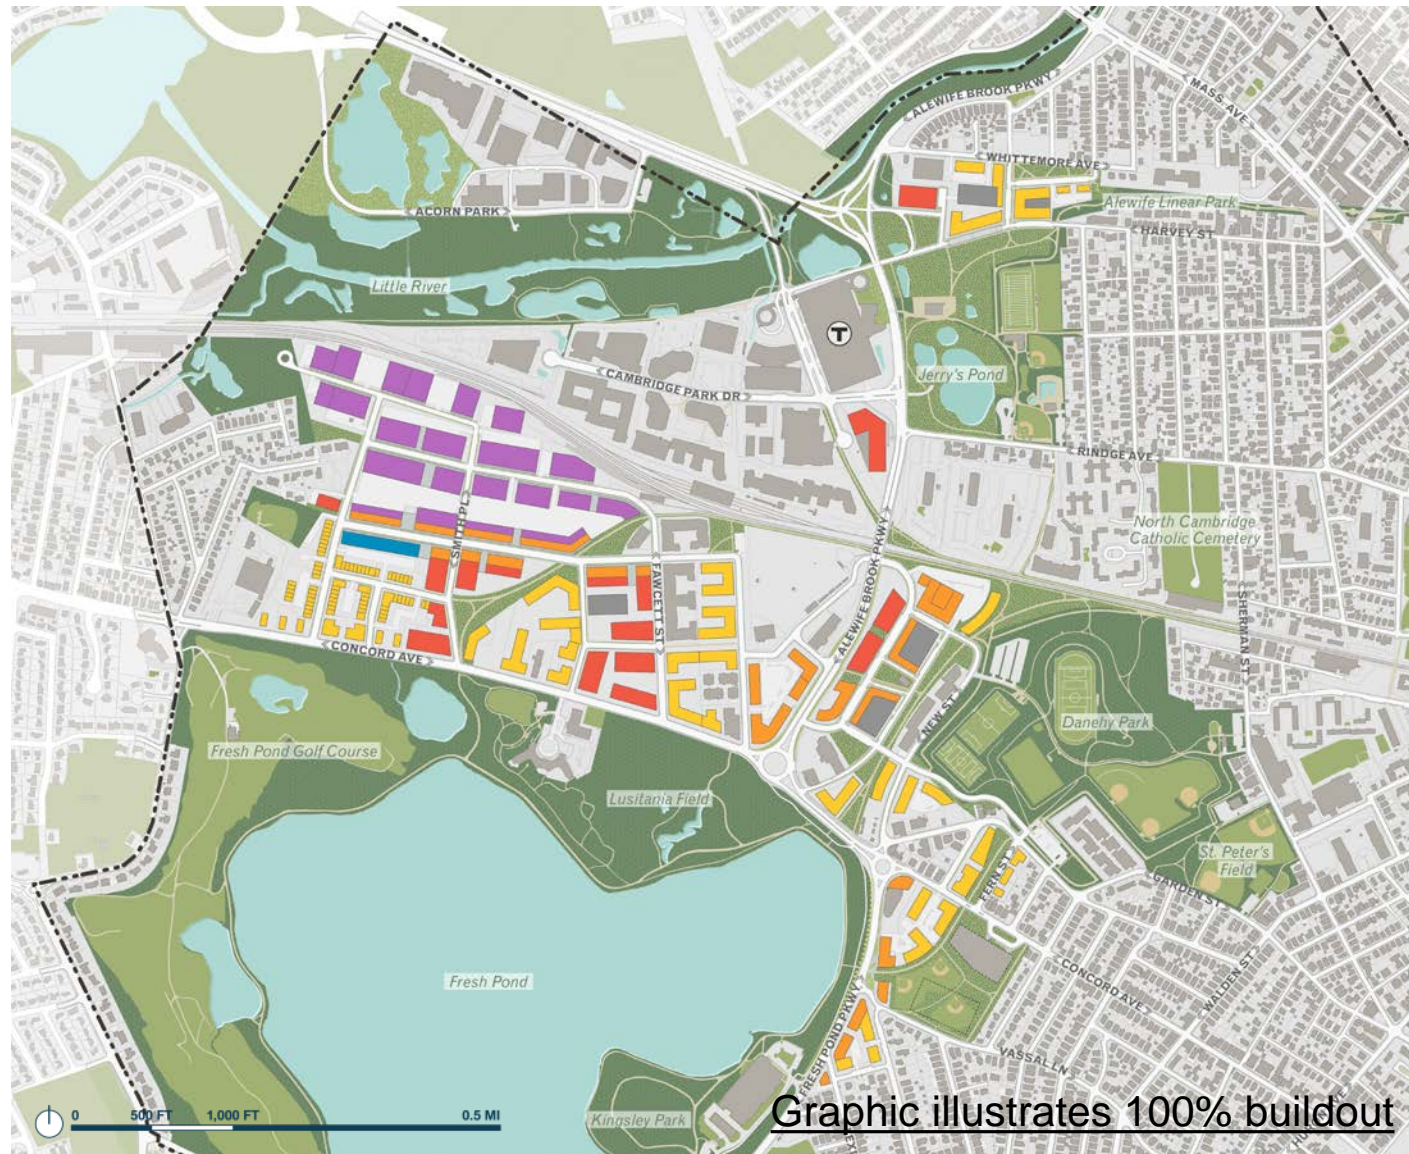 MASS AVE
ALEWIFE BROOK PKWY
WHITTEMORE AVE
Alewife Linear Park
ACORN PARK
HARVEY ST
Little River
T
CAMBRIDGE PARK DR
Jerry's Pond
RINDGE AVE
North Cambridge
Catholic Cemetery
SMITH PL
FAWCETT ST
ALEWIFE BROOK PKWY
SHERMAN ST
CONCORD AVE
NEW ST
Danehy Park
Fresh Pond Golf Course
Lusitania Field
St. Peter's
Field
FERN ST
GARDEN ST
Fresh Pond
CONCORD AVE
WALDEN ST
FRESH POND PKWY
VASSAL LN
0 500 FT 1,000 FT 0.5 MI
Kingsley Park
Graphic illustrates 100% buildout